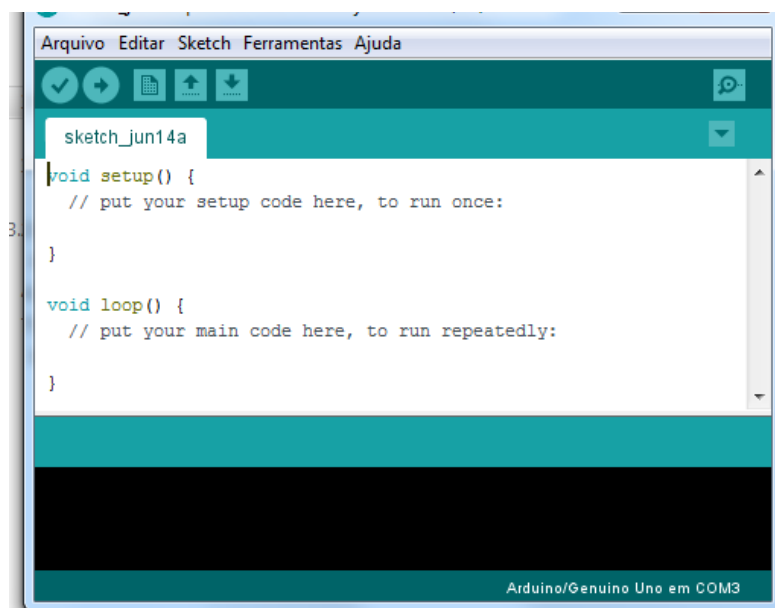 Arquivo Editar Sketch Ferramentas Ajuda
sketch_jun14a
void setup() {
  // put your setup code here, to run once:
}
void loop() {
  // put your main code here, to run repeatedly:
}
Arduino/Genuino Uno em COM3